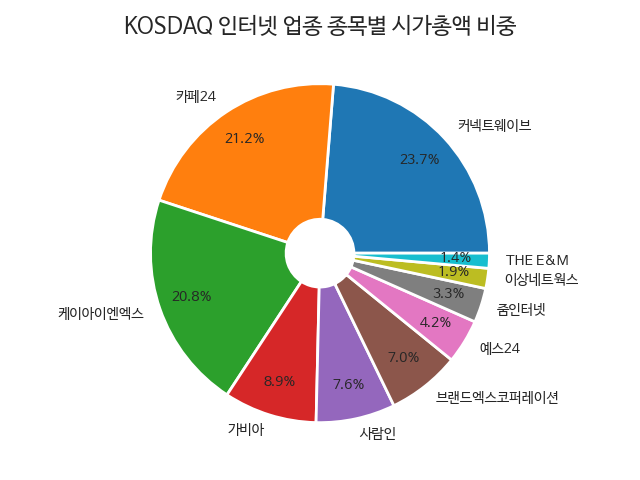 KOSDAQ 인터넷 업종 종목별 시가총액 비중
커넥트웨이브
23.7%
카페24
21.2%
케이아이엔엑스
20.8%
가비아
8.9%
사람인
7.6%
브랜드엑스코퍼레이션
7.0%
예스24
4.2%
줌인터넷
3.3%
이상네트웍스
1.9%
THE E&M
1.4%